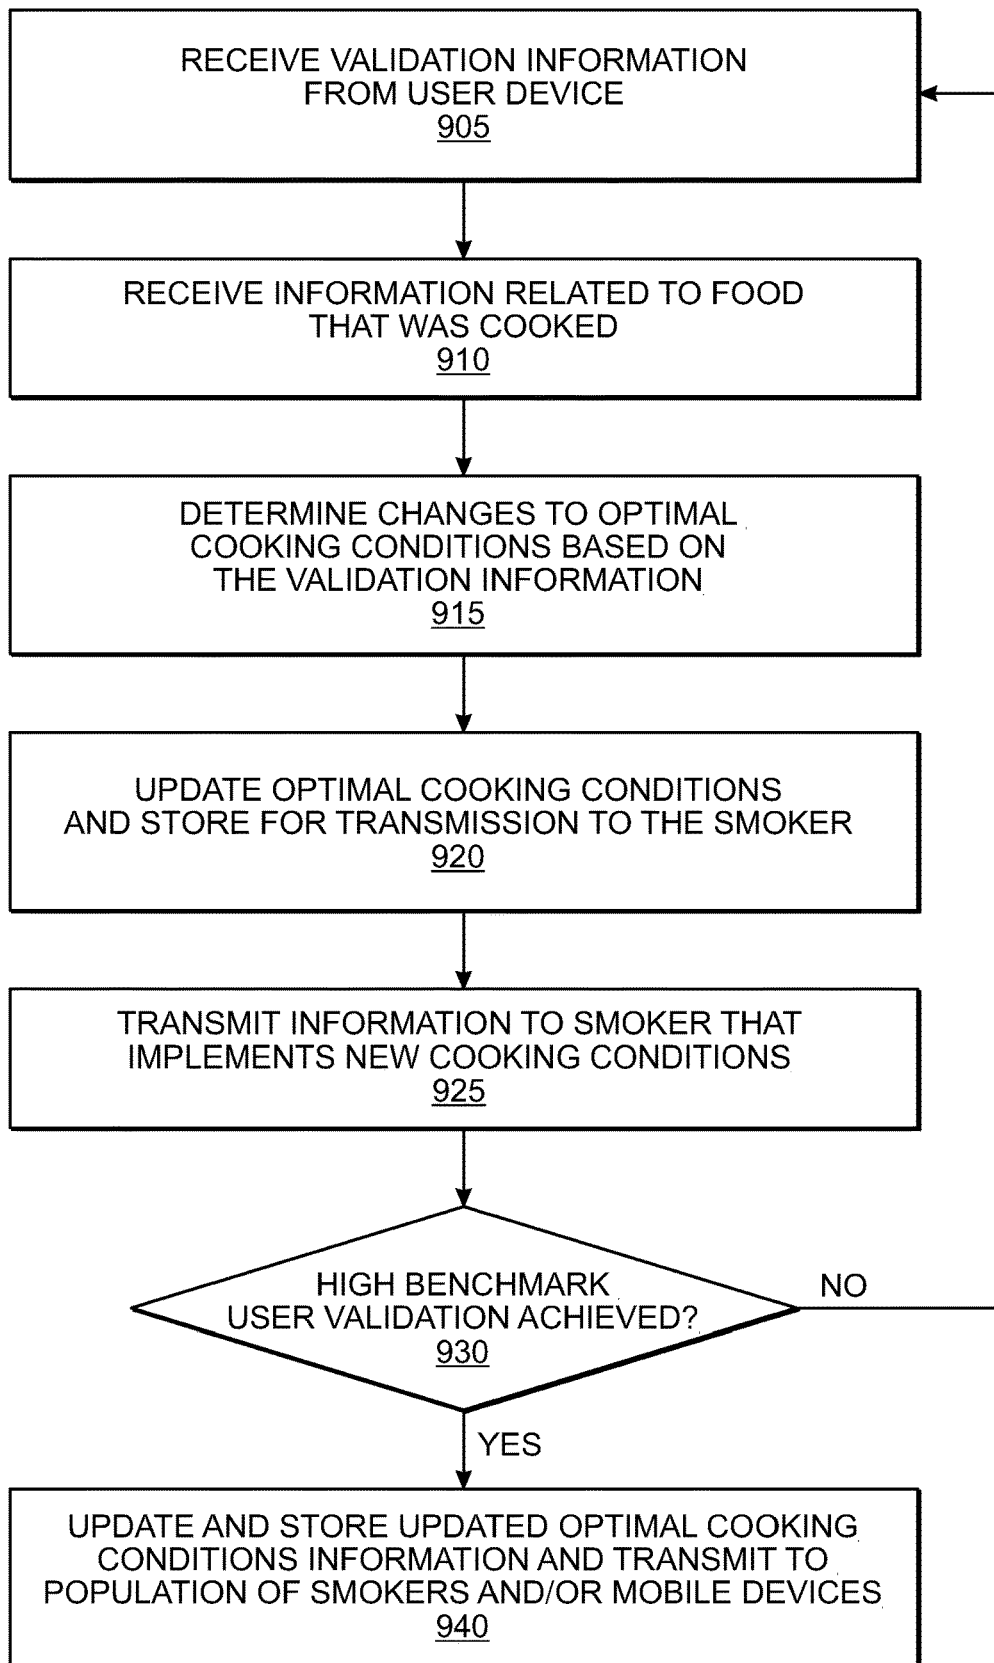 RECEIVE VALIDATION INFORMATION
FROM USER DEVICE
905
RECEIVE INFORMATION RELATED TO FOOD
THAT WAS COOKED
910
DETERMINE CHANGES TO OPTIMAL
COOKING CONDITIONS BASED ON
THE VALIDATION INFORMATION
915
UPDATE OPTIMAL COOKING CONDITIONS
AND STORE FOR TRANSMISSION TO THE SMOKER
920
TRANSMIT INFORMATION TO SMOKER THAT
IMPLEMENTS NEW COOKING CONDITIONS
925
HIGH BENCHMARK
USER VALIDATION ACHIEVED?
930
NO
YES
UPDATE AND STORE UPDATED OPTIMAL COOKING
CONDITIONS INFORMATION AND TRANSMIT TO
POPULATION OF SMOKERS AND/OR MOBILE DEVICES
940